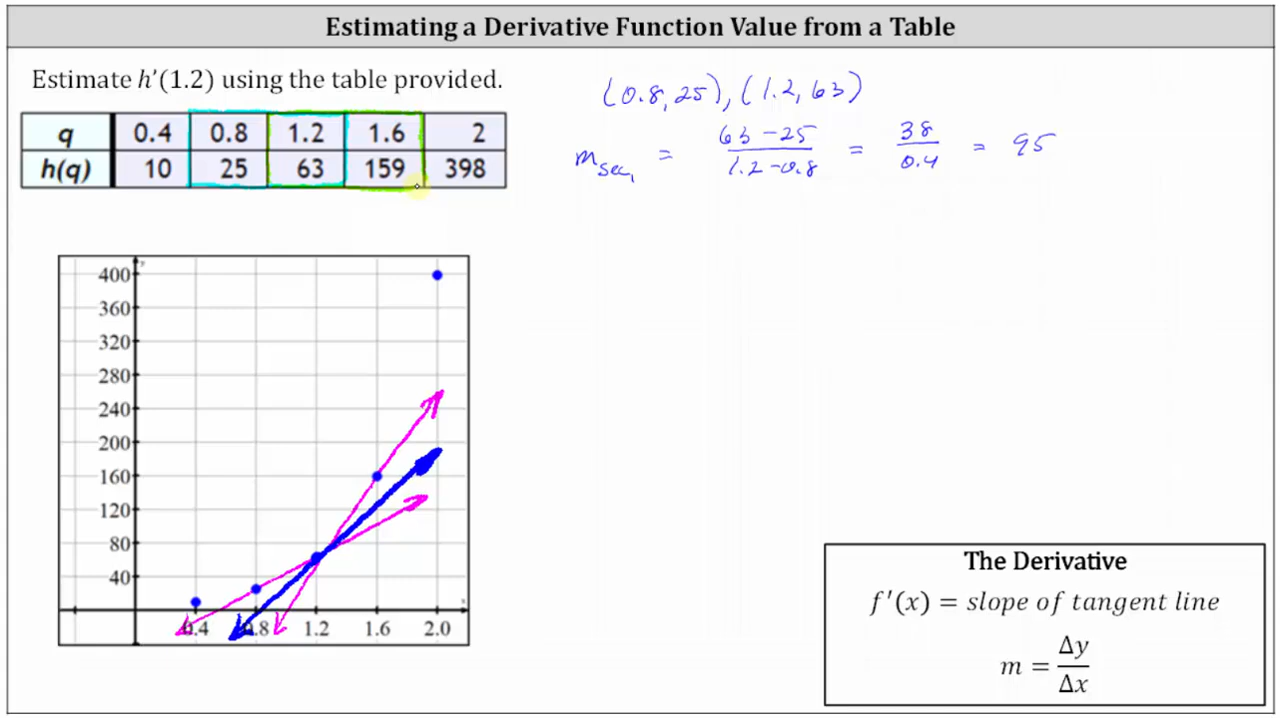 Estimating a Derivative Function Value from a Table
Estimate h'(1.2) using the table provided.
(0.8, 25), (1.2, 63)
q 0.4 0.8 1.2 1.6 2
h(q) 10 25 63 159 398
m sec₁ = 63 - 25 / 1.2 - 0.8 = 38 / 0.4 = 95
y
400
360
320
280
240
200
160
120
80
40
x
0.4 0.8 1.2 1.6 2.0
The Derivative
f'(x) = slope of tangent line
m = Δy / Δx